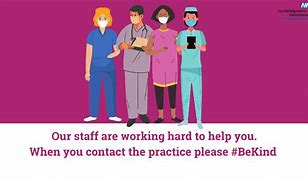 Our staff are working hard to help you.
When you contact the practice please #BeKind